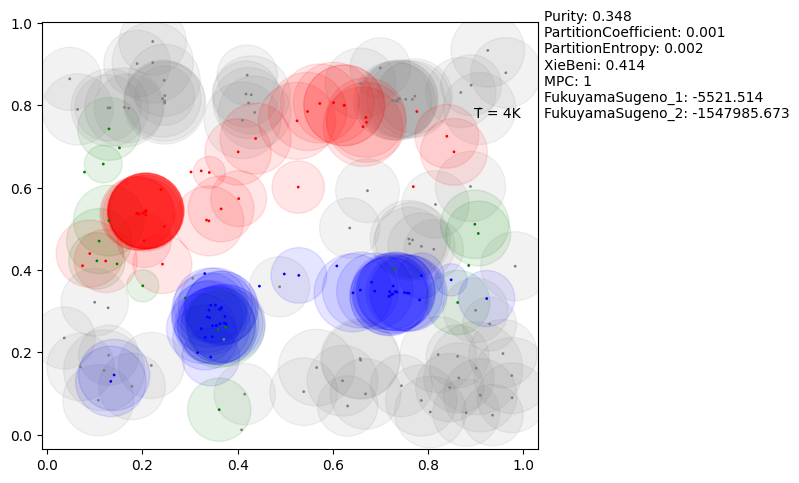 Purity: 0.348
PartitionCoefficient: 0.001
PartitionEntropy: 0.002
XieBeni: 0.414
MPC: 1
FukuyamaSugeno_1: -5521.514
FukuyamaSugeno_2: -1547985.673
T = 4K
1.0
0.8
0.6
0.4
0.2
0.0
0.0 0.2 0.4 0.6 0.8 1.0